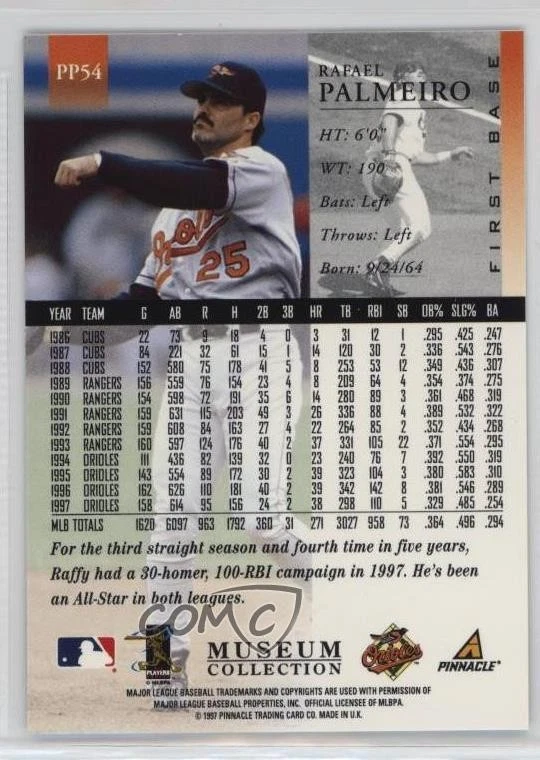 PP54
RAFAEL
PALMEIRO
HT: 6'0"
WT: 190
Bats: Left
Throws: Left
Born: 9/24/64
FIRST BASE
25
YEAR TEAM G AB R H 2B 3B HR TB RBI SB OB% SLG% BA
1986 CUBS 22 73 9 18 4 0 3 31 12 1 .295 .425 .247
1987 CUBS 84 221 32 61 15 1 14 120 30 2 .336 .543 .276
1988 CUBS 152 580 75 178 41 5 8 253 53 12 .349 .436 .307
1989 RANGERS 156 559 76 154 23 4 8 209 64 4 .354 .374 .275
1990 RANGERS 154 598 72 191 35 6 14 280 89 3 .361 .468 .319
1991 RANGERS 159 631 115 203 49 3 26 336 88 4 .389 .532 .322
1992 RANGERS 159 608 84 163 27 4 22 264 85 2 .352 .434 .268
1993 RANGERS 160 597 124 176 40 2 37 331 105 22 .371 .554 .295
1994 ORIOLES 111 436 82 139 32 0 23 240 76 7 .392 .550 .319
1995 ORIOLES 143 554 89 172 30 2 39 323 104 3 .380 .583 .310
1996 ORIOLES 162 626 110 181 40 2 39 342 142 8 .381 .546 .289
1997 ORIOLES 158 614 95 156 24 2 38 298 110 5 .329 .485 .254
MLB TOTALS 1620 6097 963 1792 360 31 271 3027 958 73 .364 .496 .294
For the third straight season and fourth time in five years,
Raffy had a 30-homer, 100-RBI campaign in 1997. He's been
an All-Star in both leagues.
COMC
PLAYERS
© MLBPA
MUSEUM
COLLECTION
Orioles
PINNACLE
MAJOR LEAGUE BASEBALL TRADEMARKS AND COPYRIGHTS ARE USED WITH PERMISSION OF
MAJOR LEAGUE BASEBALL PROPERTIES, INC. OFFICIAL LICENSEE OF MLBPA.
© 1997 PINNACLE TRADING CARD CO. MADE IN U.K.